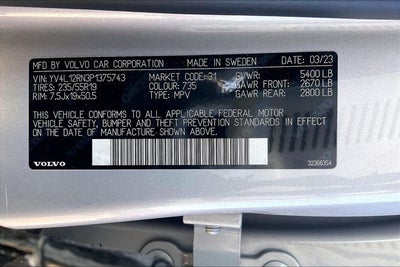 MFD BY VOLVO CAR CORPORATION MADE IN SWEDEN 03/23
VIN: YV4L12RN3P1375743 MARKET CODE: 31 GVWR: 5400 LB
TIRES: 235/55R19 COLOUR: 735 GAWR FRONT: 2670 LB
RIM: 7.5Jx19x50.5 TYPE: MPV GAWR REAR: 2800 LB
THIS VEHICLE CONFORMS TO ALL APPLICABLE FEDERAL MOTOR
VEHICLE SAFETY, BUMPER AND THEFT PREVENTION STANDARDS IN EFFECT
ON THE DATE OF MANUFACTURE SHOWN ABOVE.
VOLVO 32366354